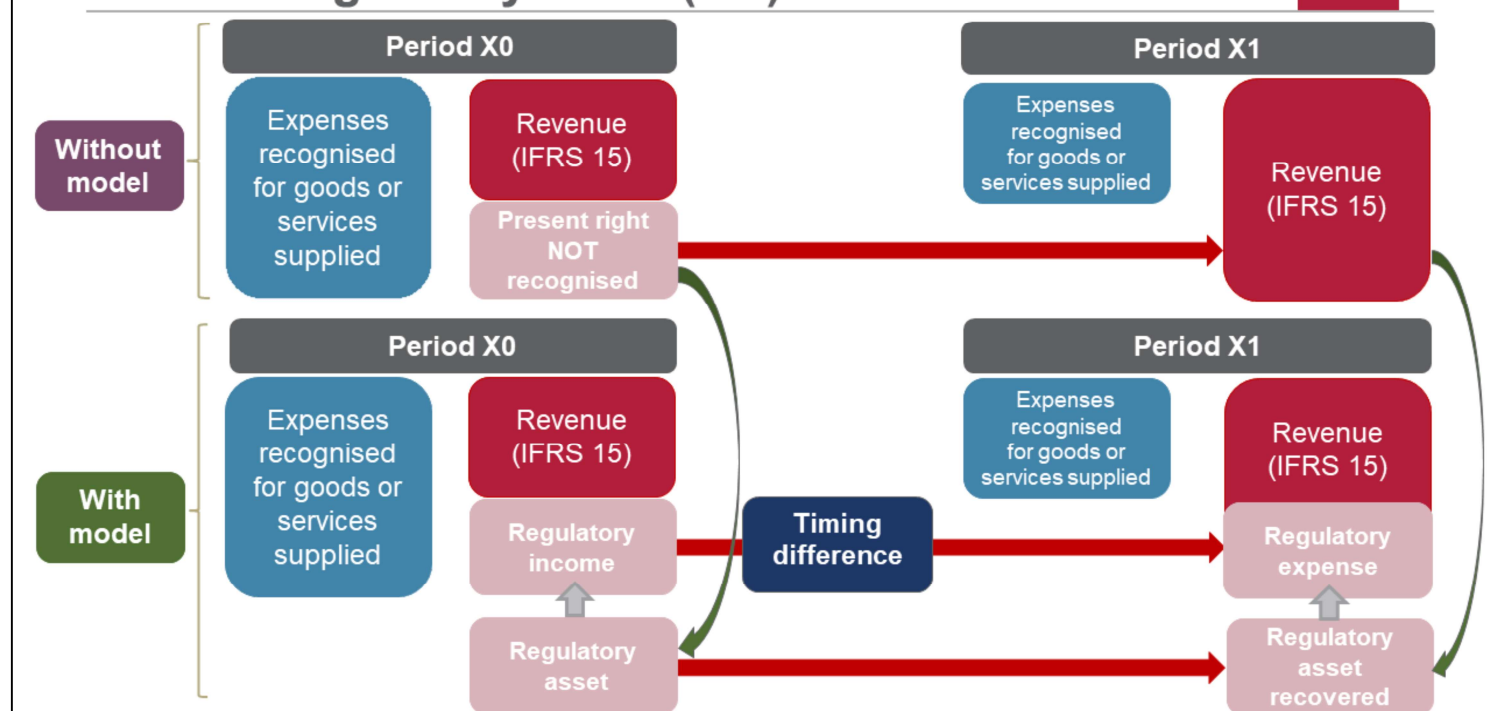 Period X0
Period X1
Without
model
Expenses
recognised
for goods or
services
supplied
Revenue
(IFRS 15)
Present right
NOT
recognised
Expenses
recognised
for goods or
services supplied
Revenue
(IFRS 15)
Period X0
Period X1
With
model
Expenses
recognised
for goods or
services
supplied
Revenue
(IFRS 15)
Regulatory
income
Regulatory
asset
Timing
difference
Expenses
recognised
for goods or
services supplied
Revenue
(IFRS 15)
Regulatory
expense
Regulatory
asset
recovered